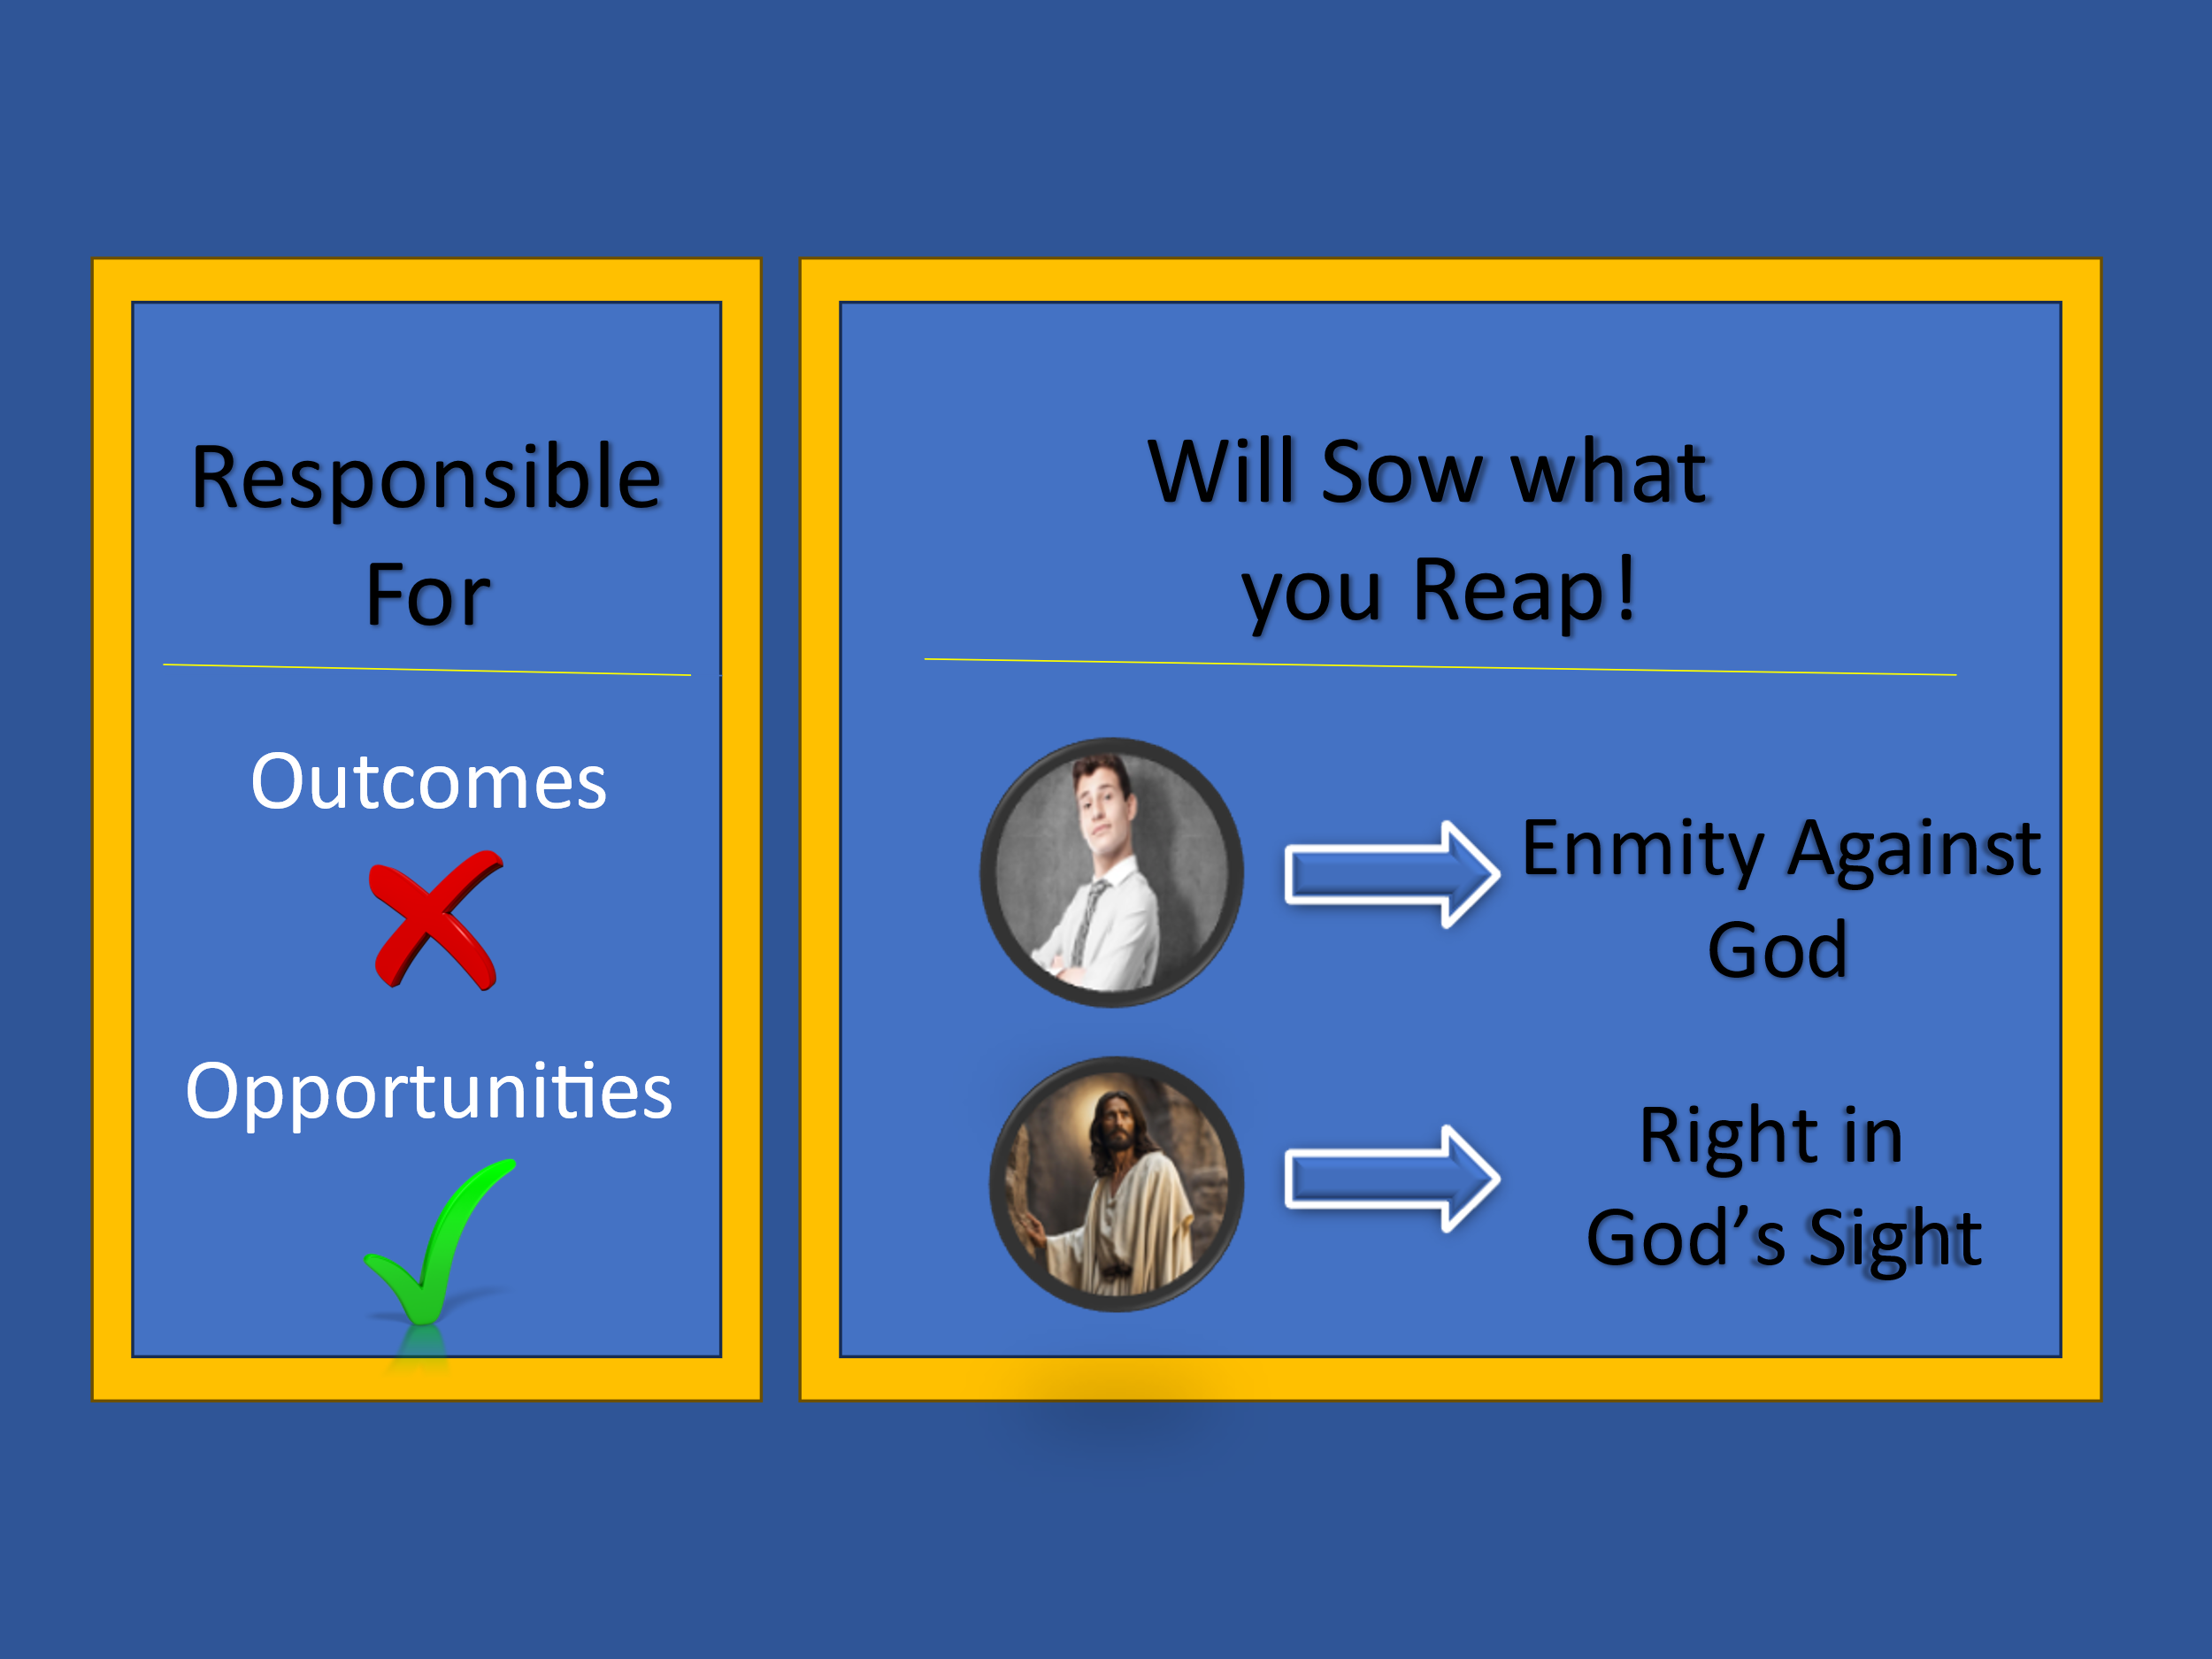 Responsible
For
Outcomes
Opportunities
Will Sow what
you Reap!
Enmity Against
God
Right in
God’s Sight